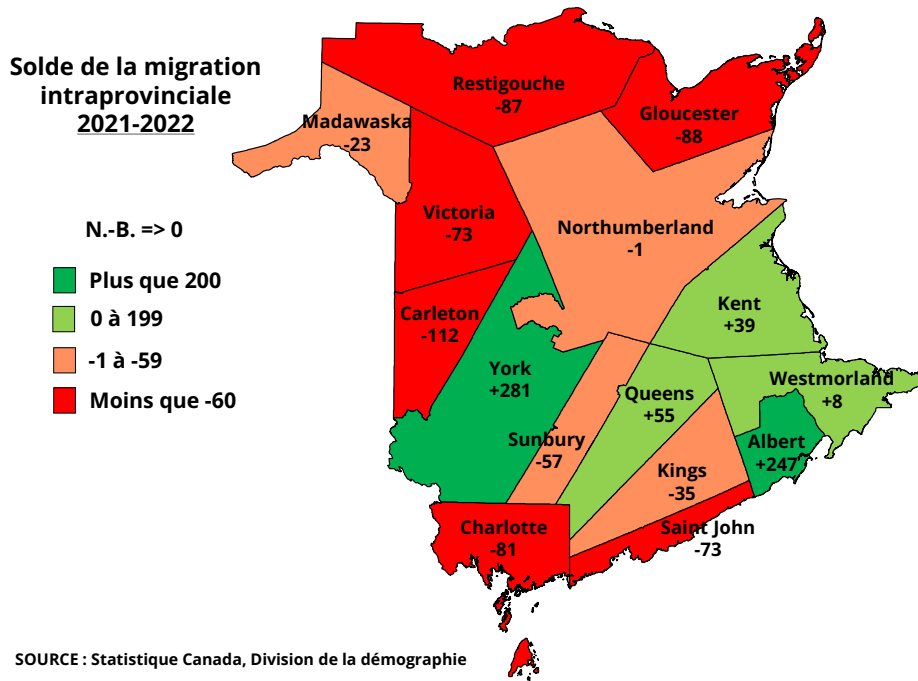 Solde de la migration
intraprovinciale
2021-2022
N.-B. => 0
Plus que 200
0 à 199
-1 à -59
Moins que -60
Restigouche
-87
Gloucester
-88
Madawaska
-23
Victoria
-73
Northumberland
-1
Carleton
-112
Kent
+39
York
+281
Westmorland
+8
Queens
+55
Sunbury
-57
Albert
+247
Kings
-35
Charlotte
-81
Saint John
-73
SOURCE : Statistique Canada, Division de la démographie